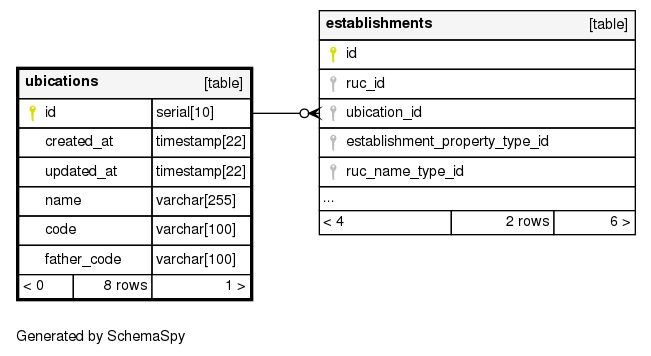 ubications [table]
id serial[10]
created_at timestamp[22]
updated_at timestamp[22]
name varchar[255]
code varchar[100]
father_code varchar[100]
< 0 8 rows 1 >
establishments [table]
id
ruc_id
ubication_id
establishment_property_type_id
ruc_name_type_id
...
< 4 2 rows 6 >
Generated by SchemaSpy